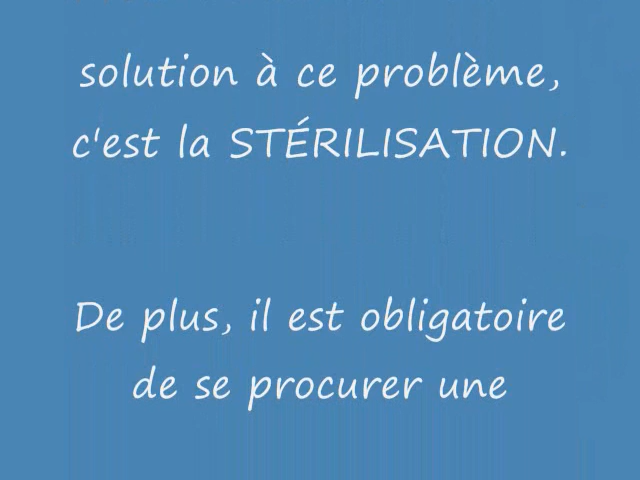 solution à ce problème,
c'est la STÉRILISATION.
De plus, il est obligatoire
de se procurer une